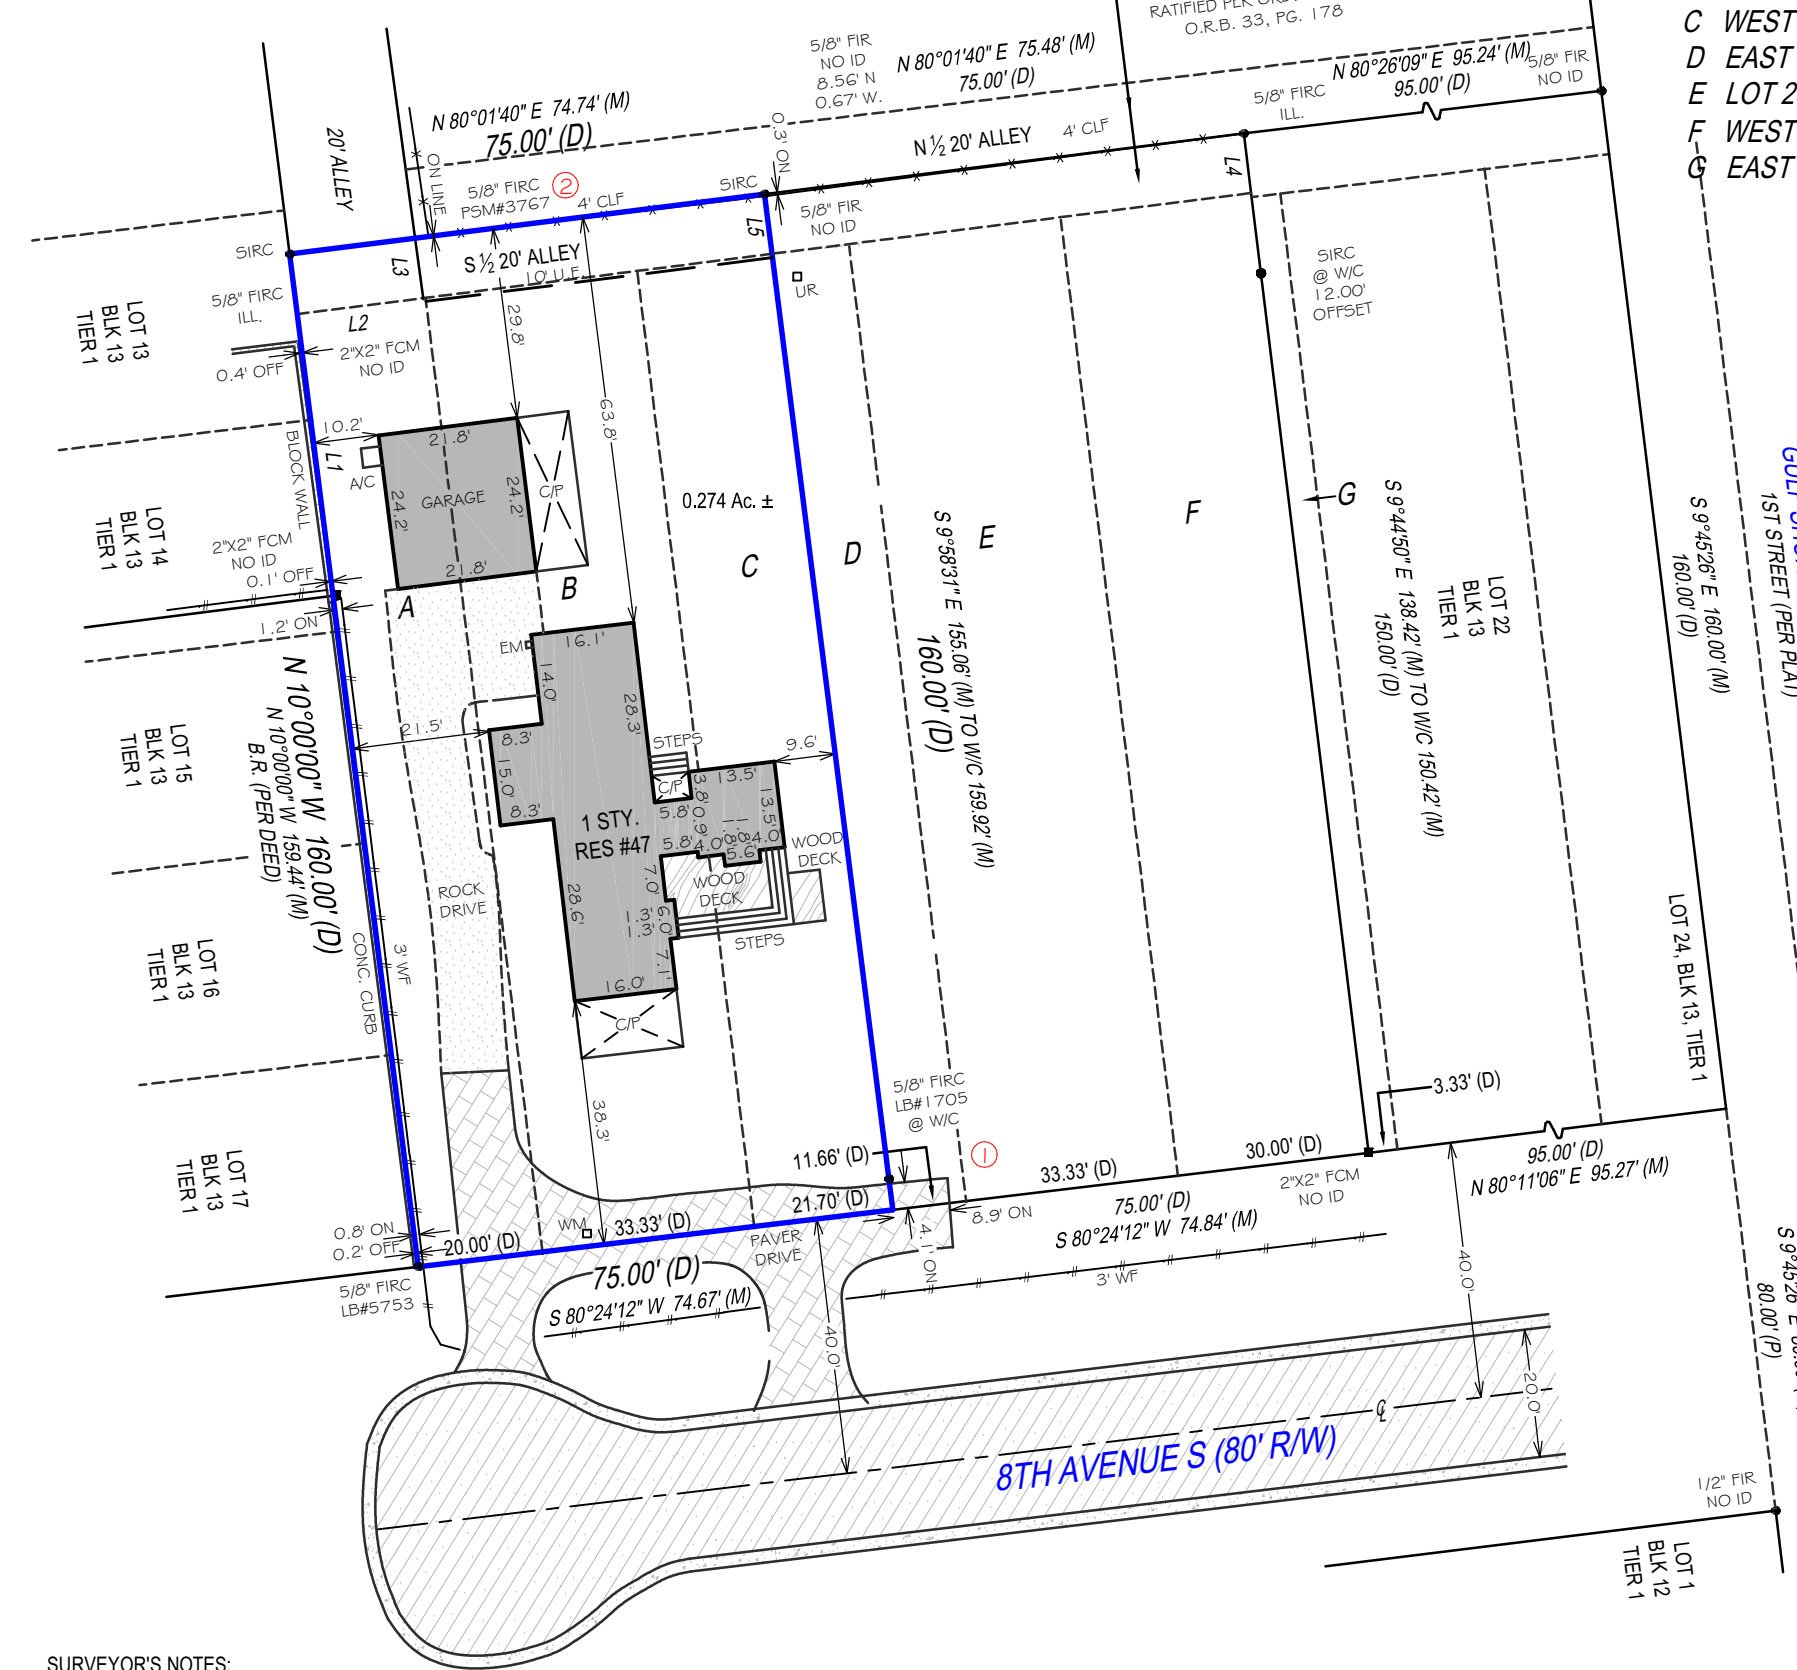 RATIFIED PER
O.R.B. 33, PG. 178
C WEST
D EAST
E LOT 2
F WEST
G EAST
5/8" FIR
NO ID
8.56' N
0.67' W.
N 80°01'40" E 75.48' (M)
75.00' (D)
N 80°26'09" E 95.24' (M)
95.00' (D)
5/8" FIR
NO ID
5/8" FIRC
ILL.
N 80°01'40" E 74.74' (M)
75.00' (D)
20' ALLEY
ON LINE
0.3' ON
N ½ 20' ALLEY
4' CLF
L4
5/8" FIRC
PSM#3767
2
4' CLF
SIRC
5/8" FIR
NO ID
L5
SIRC
L3
S ½ 20' ALLEY
10' U.E.
UR
SIRC
@ W/C
12.00'
OFFSET
5/8" FIRC
ILL.
LOT 13
BLK 13
TIER 1
L2
2"X2" FCM
NO ID
0.4' OFF
29.8'
63.8'
10.2'
L1
BLOCK WALL
A/C
21.8'
24.2'
GARAGE
24.2'
21.8'
C/P
0.274 Ac. ±
LOT 14
BLK 13
TIER 1
2"X2" FCM
NO ID
0.1' OFF
1.2' ON
A
B
C
D
E
F
G
S 9°58'31" E 155.06' (M) TO W/C 159.92' (M)
160.00' (D)
S 9°44'50" E 138.42' (M) TO W/C 150.42' (M)
150.00' (D)
LOT 22
BLK 13
TIER 1
S 9°45'26" E 160.00' (M)
160.00' (D)
1ST STREET (PER PLAT)
EM
16.1'
14.0'
28.3'
21.5'
8.3'
15.0'
8.3'
STEPS
C/P
13.5'
9.6'
3.8'
5.8'
0.9'
13.5'
1 STY.
RES #47
5.8'
4.0'
5.6'
4.0'
WOOD
DECK
WOOD
DECK
7.0'
1.3'
6.0'
1.3'
STEPS
28.6'
7.1'
16.0'
C/P
N 10°00'00" W 160.00' (D)
N 10°00'00" W 159.44' (M)
B.R. (PER DEED)
LOT 15
BLK 13
TIER 1
LOT 16
BLK 13
TIER 1
LOT 17
BLK 13
TIER 1
ROCK
DRIVE
3' WF
CONC. CURB
38.3'
LOT 24, BLK 13, TIER 1
5/8" FIRC
LB#1705
@ W/C
1
3.33' (D)
11.66' (D)
21.70' (D)
33.33' (D)
30.00' (D)
2"X2" FCM
NO ID
95.00' (D)
N 80°11'06" E 95.27' (M)
75.00' (D)
S 80°24'12" W 74.84' (M)
8.9' ON
4.1' ON
3' WF
0.8' ON
0.2' OFF
20.00' (D)
WM
33.33' (D)
PAVER
DRIVE
75.00' (D)
S 80°24'12" W 74.67' (M)
5/8" FIRC
LB#5753
40.0'
40.0'
20.0'
8TH AVENUE S (80' R/W)
80.00' (P)
1/2" FIR
NO ID
LOT 1
BLK 12
TIER 1
SURVEYOR'S NOTES: